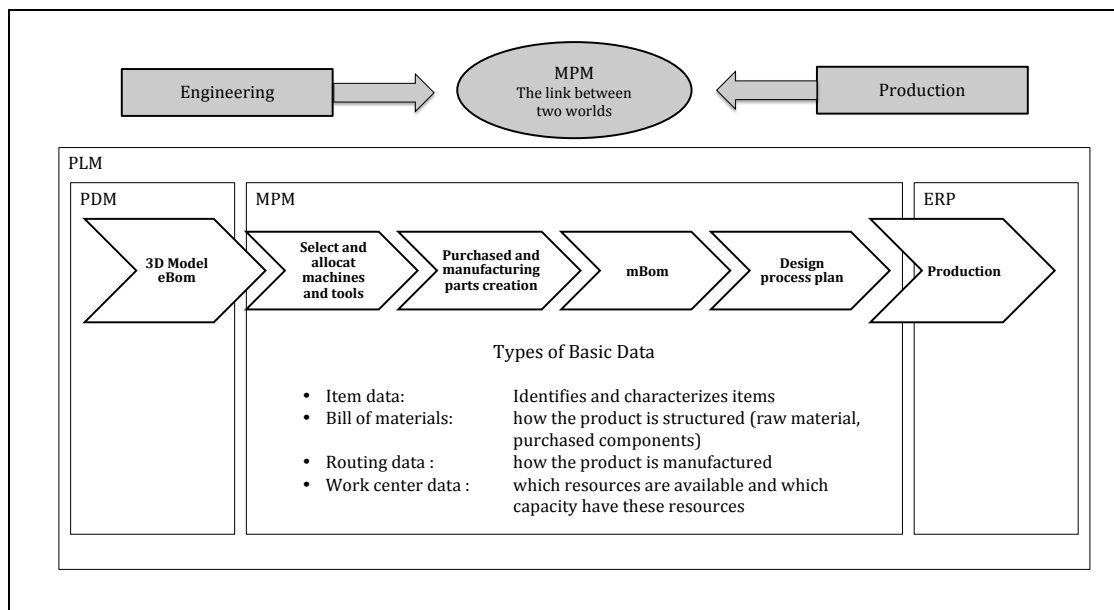 Engineering
MPM
The link between
two worlds
Production
PLM
PDM
MPM
ERP
3D Model
eBom
Select and
allocat
machines
and tools
Purchased and
manufacturing
parts creation
mBom
Design
process plan
Production
Types of Basic Data
• Item data: Identifies and characterizes items
• Bill of materials: how the product is structured (raw material,
purchased components)
• Routing data : how the product is manufactured
• Work center data : which resources are available and which
capacity have these resources